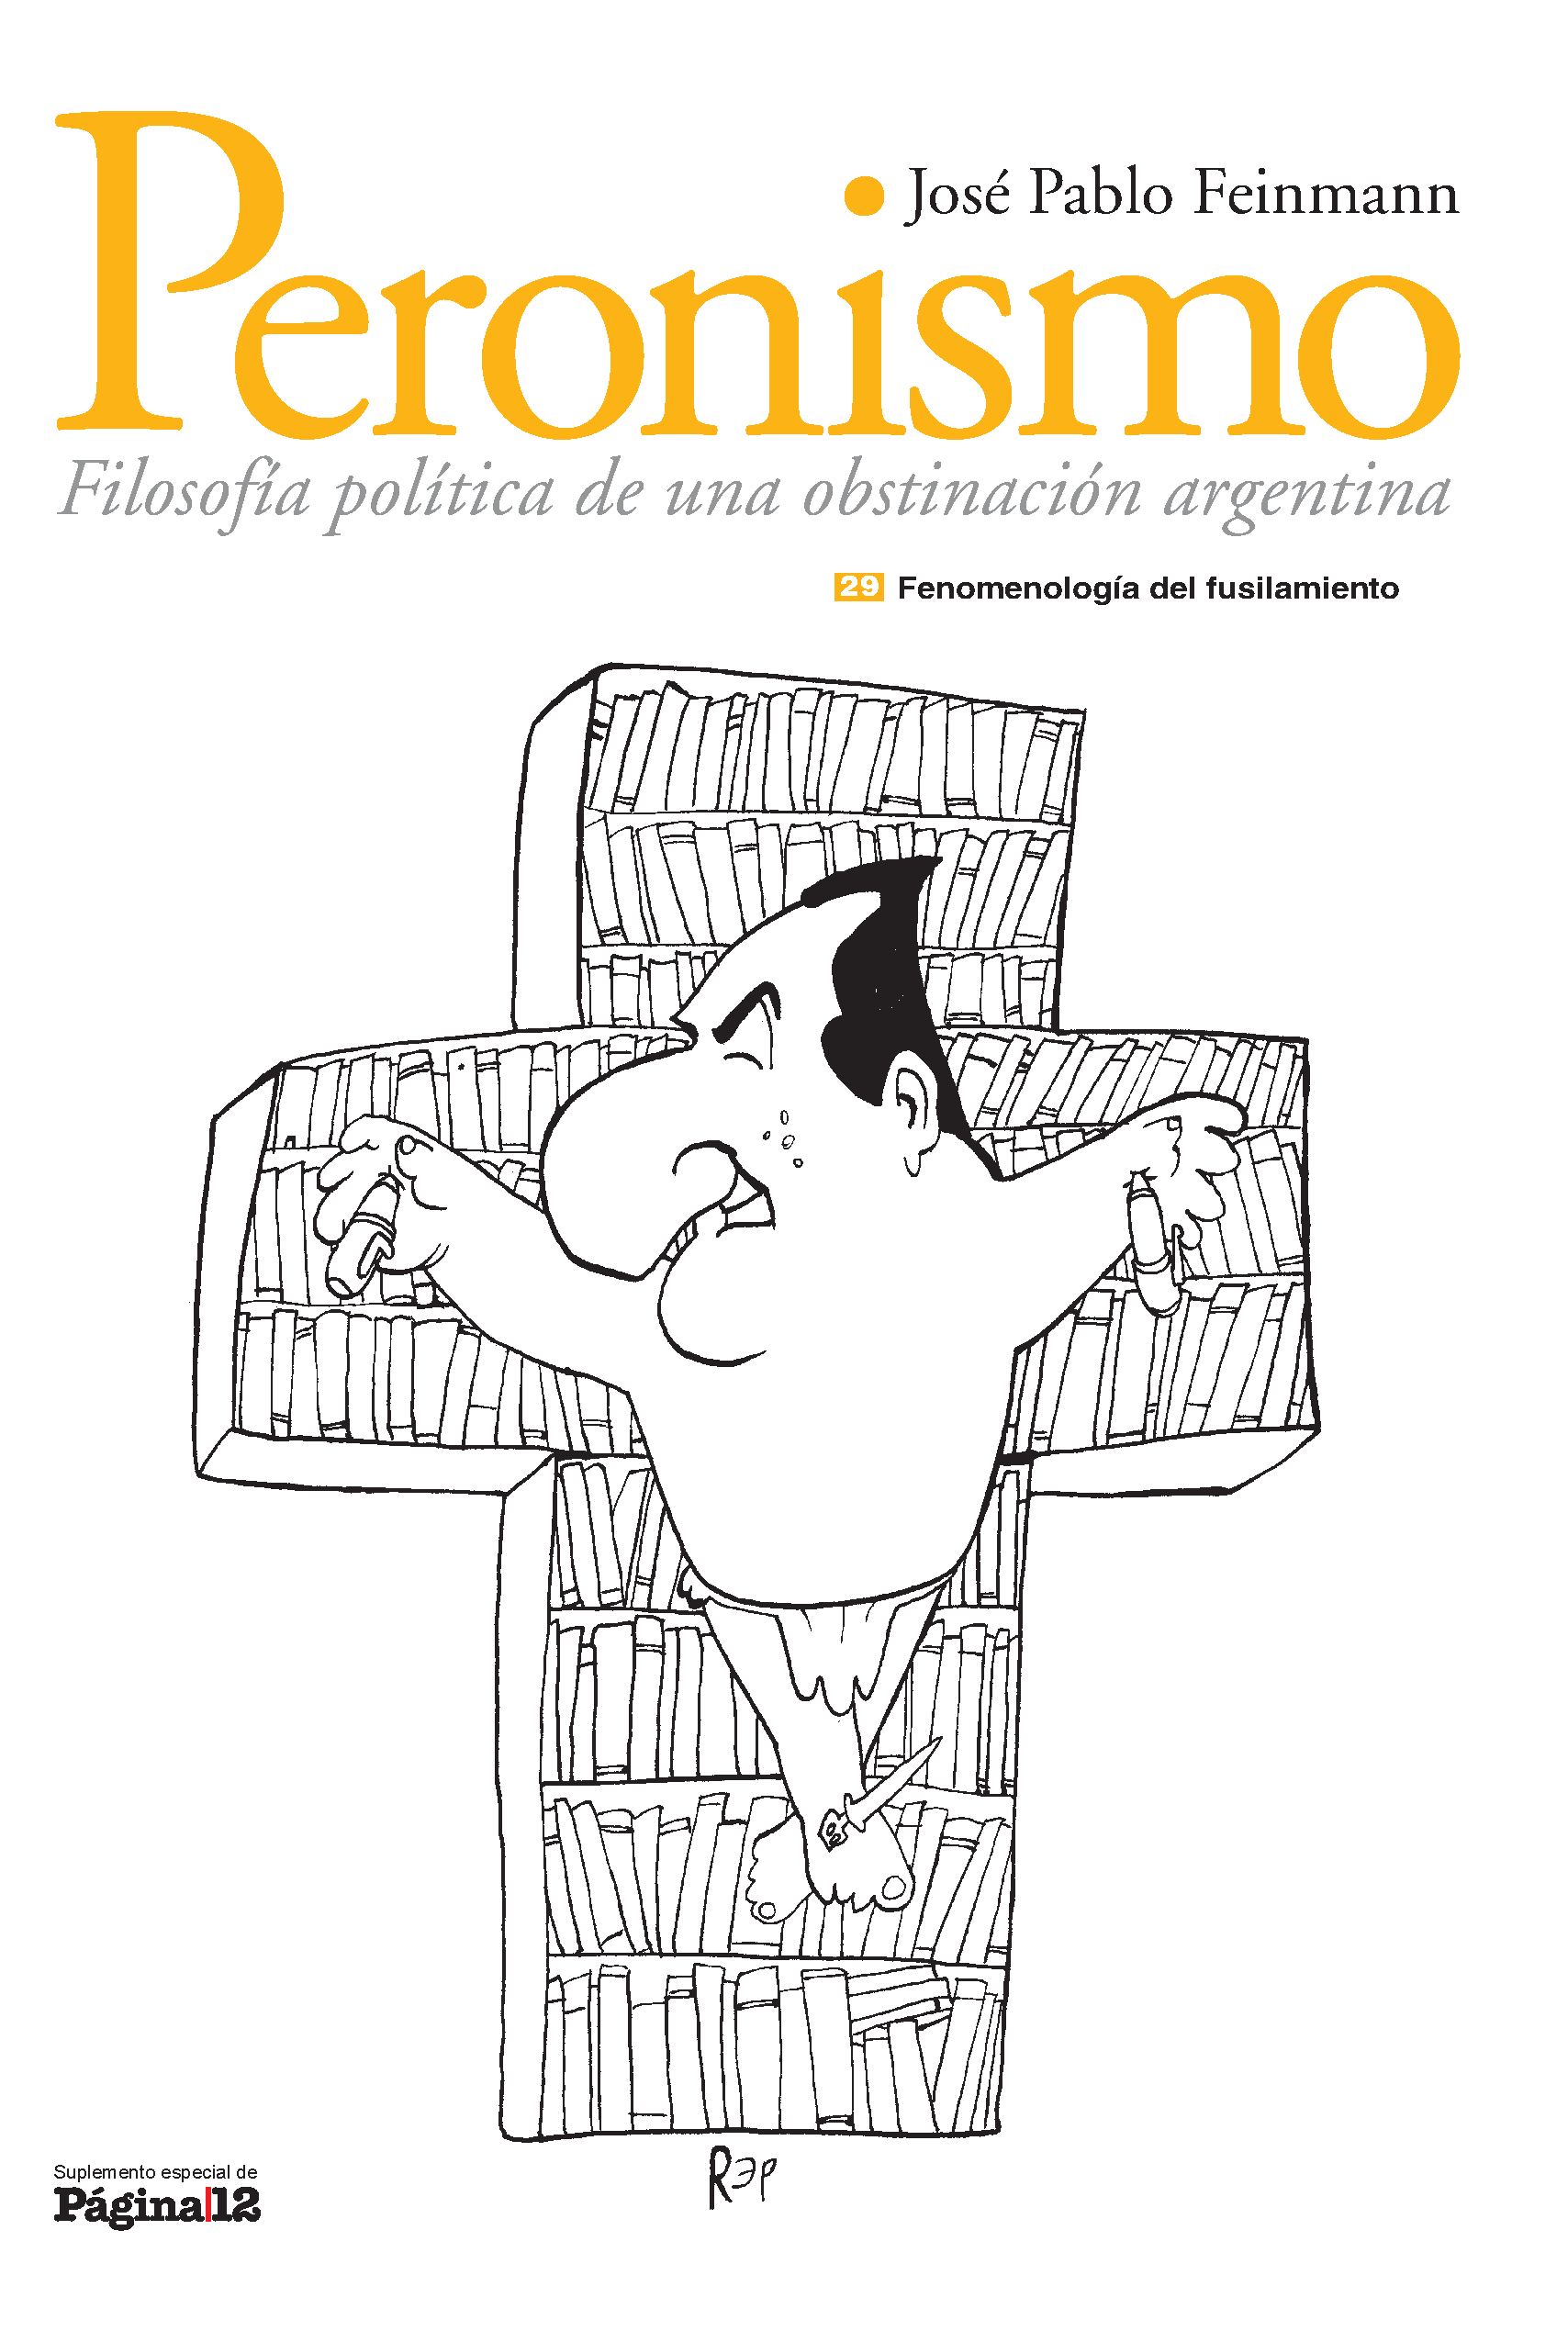 José Pablo Feinmann
Peronismo
Filosofía política de una obstinación argentina
29 Fenomenología del fusilamiento
REP
Suplemento especial de
Página|12